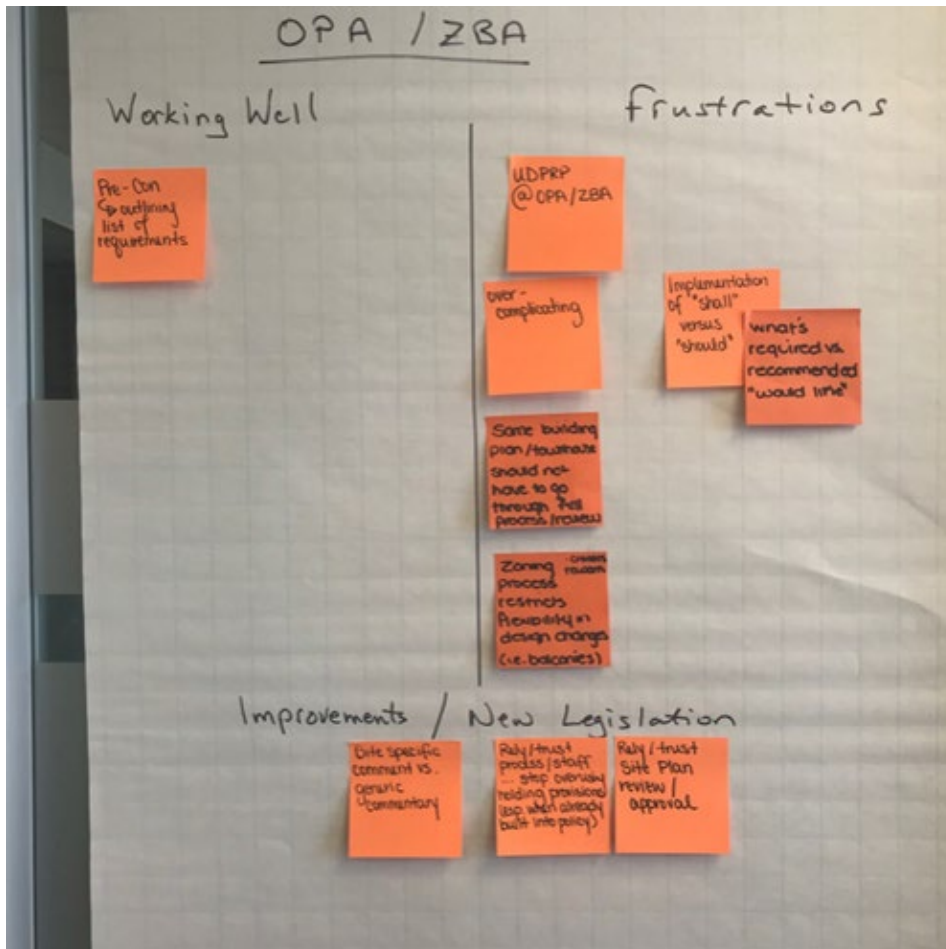 OPA / ZBA
Working Well
Frustrations
Pre-Con
↳ outlining
list of
requirements
UDPRP
@ OPA/ZBA
over-
complicating
Implementation
of "shall"
versus
"should"
what's
required vs.
recommended
"would like"
Same building
plan/townhouse
should not
have to go
through full
process/review
Zoning
process
restricts
flexibility in
design changes
(i.e. balconies)
Improvements / New Legislation
Site specific
comment vs.
generic
commentary
Rely/trust
process/staff
... stop overusing
holding provisions
(esp when already
built into policy)
Rely/trust
Site Plan
review/
approval